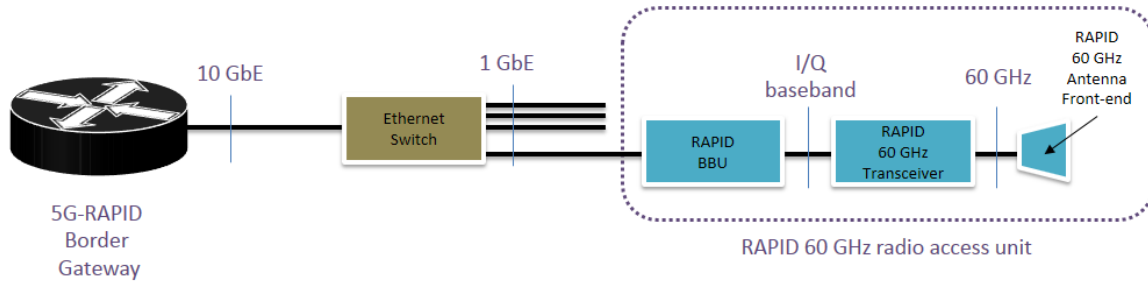 10 GbE
1 GbE
I/Q
baseband
60 GHz
RAPID
60 GHz
Antenna
Front-end
Ethernet
Switch
RAPID
BBU
RAPID
60 GHz
Transceiver
5G-RAPID
Border
Gateway
RAPID 60 GHz radio access unit